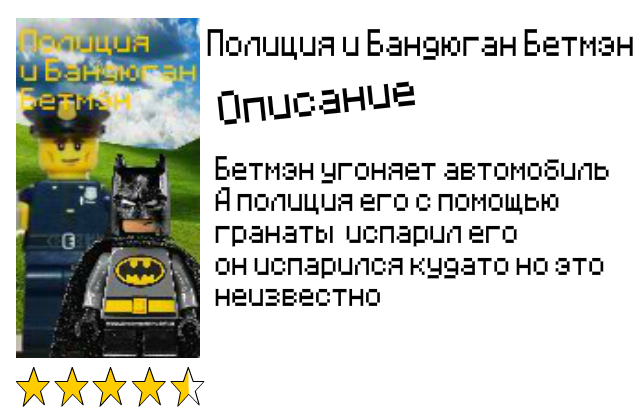 Полиция
и Бандюган
Бетмэн
Полиция и Бандюган Бетмэн
Описание
Бетмэн угоняет автомобиль
А полиция его с помощью
гранаты испарил его
он испарился кудато но это
неизвестно